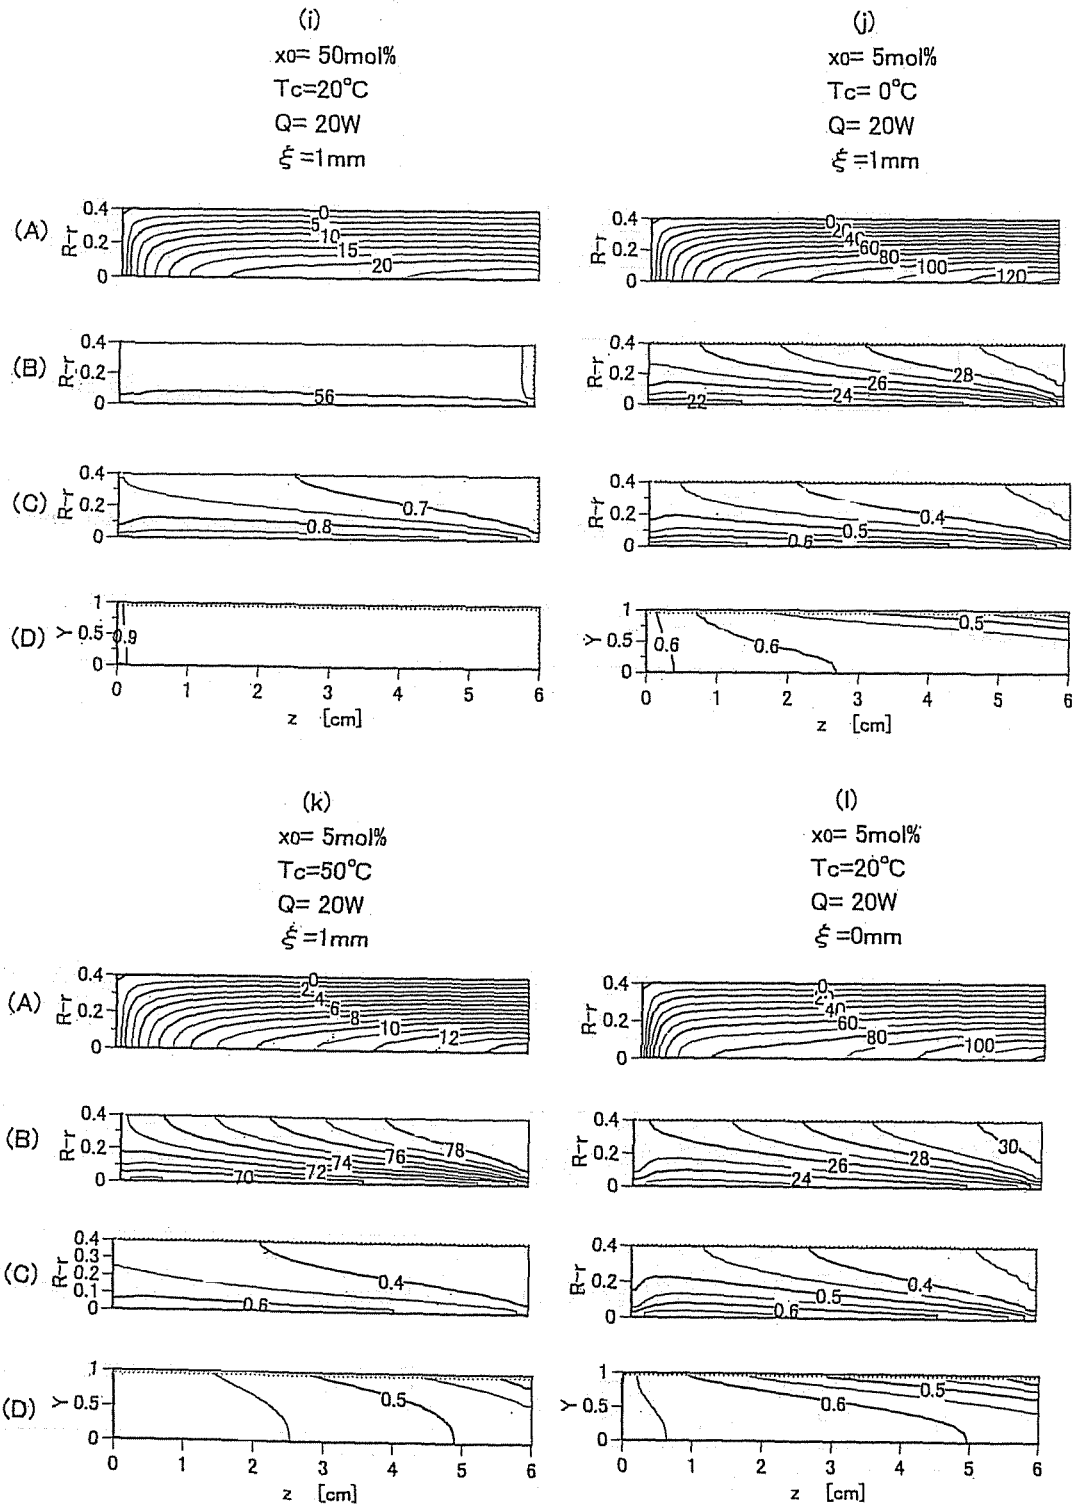 (i)
x0= 50mol%
Tc=20°C
Q= 20W
ξ=1mm
(A)
R-r
0.4
0.2
0
0
5
10
15
20
(B)
R-r
0.4
0.2
0
56
(C)
R-r
0.4
0.2
0
0.7
0.8
(D)
Y
1
0.5
0
0.9
0 1 2 3 4 5 6
z [cm]
(j)
x0= 5mol%
Tc= 0°C
Q= 20W
ξ=1mm
R-r
0.4
0.2
0
0
20
40
60
80
100
120
R-r
0.4
0.2
0
22
24
26
28
R-r
0.4
0.2
0
0.4
0.5
0.6
Y
1
0.5
0
0.6
0.6
0.5
0 1 2 3 4 5 6
z [cm]
(k)
x0= 5mol%
Tc=50°C
Q= 20W
ξ=1mm
(A)
R-r
0.4
0.2
0
0
2
4
6
8
10
12
(B)
R-r
0.4
0.2
0
70
72
74
76
78
(C)
R-r
0.4
0.3
0.2
0.1
0
0.4
0.6
(D)
Y
1
0.5
0
0.5
0 1 2 3 4 5 6
z [cm]
(l)
x0= 5mol%
Tc=20°C
Q= 20W
ξ=0mm
R-r
0.4
0.2
0
0
20
40
60
80
100
R-r
0.4
0.2
0
24
26
28
30
R-r
0.4
0.2
0
0.4
0.5
0.6
Y
1
0.5
0
0.6
0.5
0 1 2 3 4 5 6
z [cm]